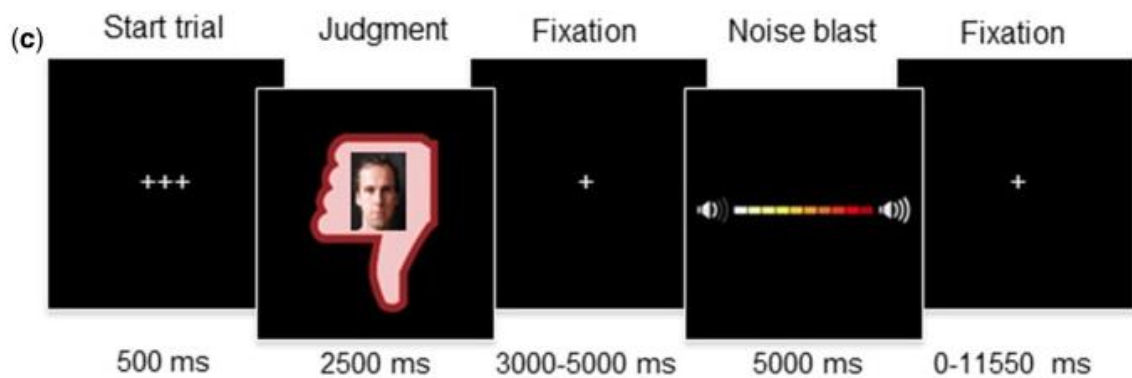 (c)
Start trial
Judgment
Fixation
Noise blast
Fixation
+++
+
+
500 ms
2500 ms
3000-5000 ms
5000 ms
0-11550 ms